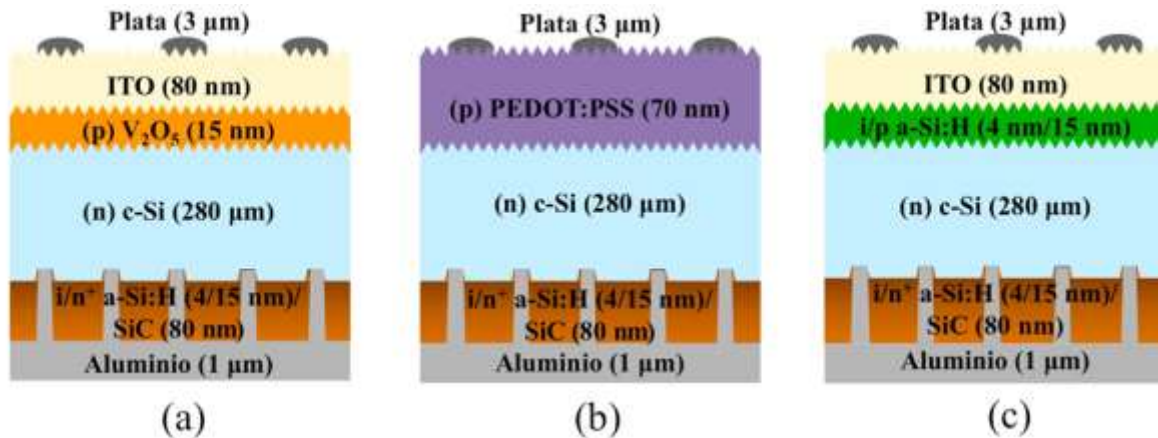 Plata (3 µm)
ITO (80 nm)
(p) V₂O₅ (15 nm)
(n) c-Si (280 µm)
i/n⁺ a-Si:H (4/15 nm)/
SiC (80 nm)
Aluminio (1 µm)
(a)
Plata (3 µm)
(p) PEDOT:PSS (70 nm)
(n) c-Si (280 µm)
i/n⁺ a-Si:H (4/15 nm)/
SiC (80 nm)
Aluminio (1 µm)
(b)
Plata (3 µm)
ITO (80 nm)
i/p a-Si:H (4 nm/15 nm)
(n) c-Si (280 µm)
i/n⁺ a-Si:H (4/15 nm)/
SiC (80 nm)
Aluminio (1 µm)
(c)